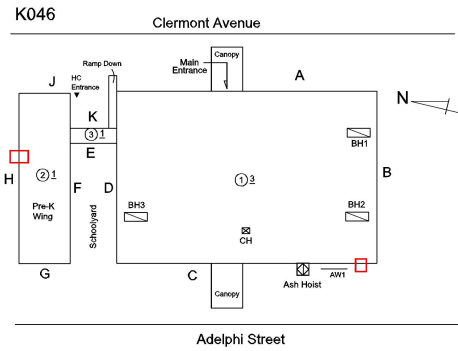 K046
Clermont Avenue
Canopy
Ramp Down
Main
Entrance
A
J
HC
Entrance
N
K
3 1
E
BH1
H
2 1
F
D
1 3
B
Pre-K
Wing
Schoolyard
BH3
BH2
CH
G
C
Canopy
Ash Hoist
AW1
Adelphi Street